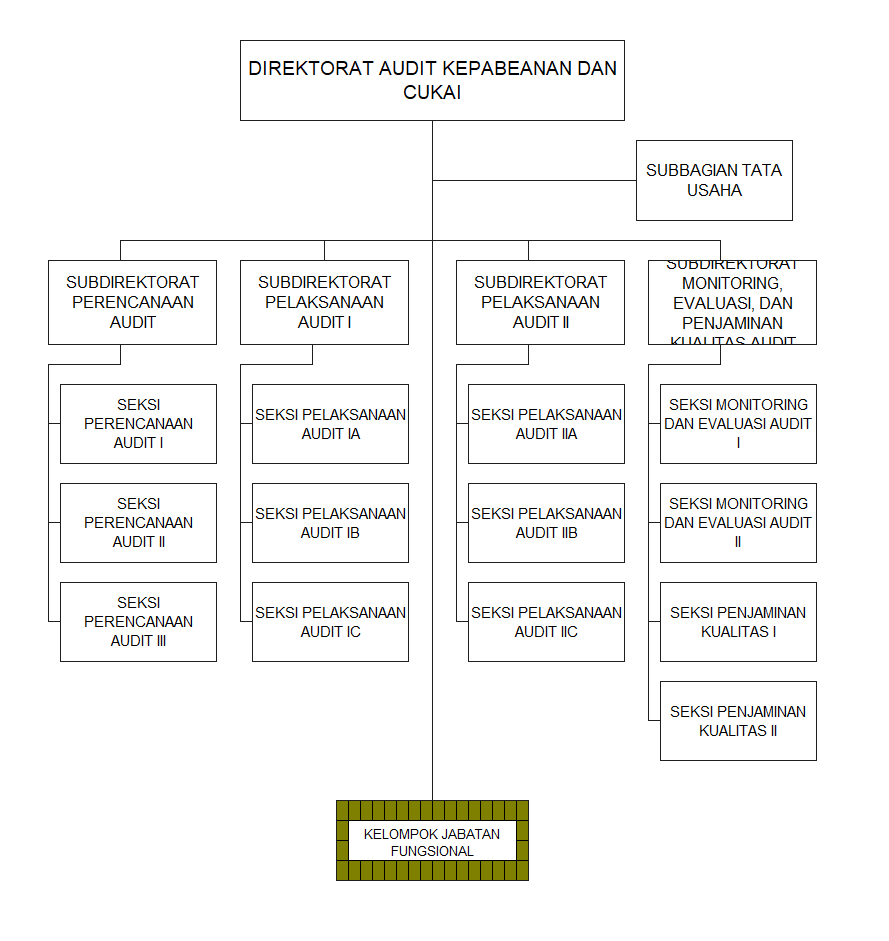 DIREKTORAT AUDIT KEPABEANAN DAN
CUKAI
SUBBAGIAN TATA
USAHA
SUBDIREKTORAT
PERENCANAAN
AUDIT
SUBDIREKTORAT
PELAKSANAAN
AUDIT I
SUBDIREKTORAT
PELAKSANAAN
AUDIT II
SUBDIREKTORAT
MONITORING,
EVALUASI, DAN
PENJAMINAN
KUALITAS AUDIT
SEKSI
PERENCANAAN
AUDIT I
SEKSI PELAKSANAAN
AUDIT IA
SEKSI PELAKSANAAN
AUDIT IIA
SEKSI MONITORING
DAN EVALUASI AUDIT
I
SEKSI
PERENCANAAN
AUDIT II
SEKSI PELAKSANAAN
AUDIT IB
SEKSI PELAKSANAAN
AUDIT IIB
SEKSI MONITORING
DAN EVALUASI AUDIT
II
SEKSI
PERENCANAAN
AUDIT III
SEKSI PELAKSANAAN
AUDIT IC
SEKSI PELAKSANAAN
AUDIT IIC
SEKSI PENJAMINAN
KUALITAS I
SEKSI PENJAMINAN
KUALITAS II
KELOMPOK JABATAN
FUNGSIONAL